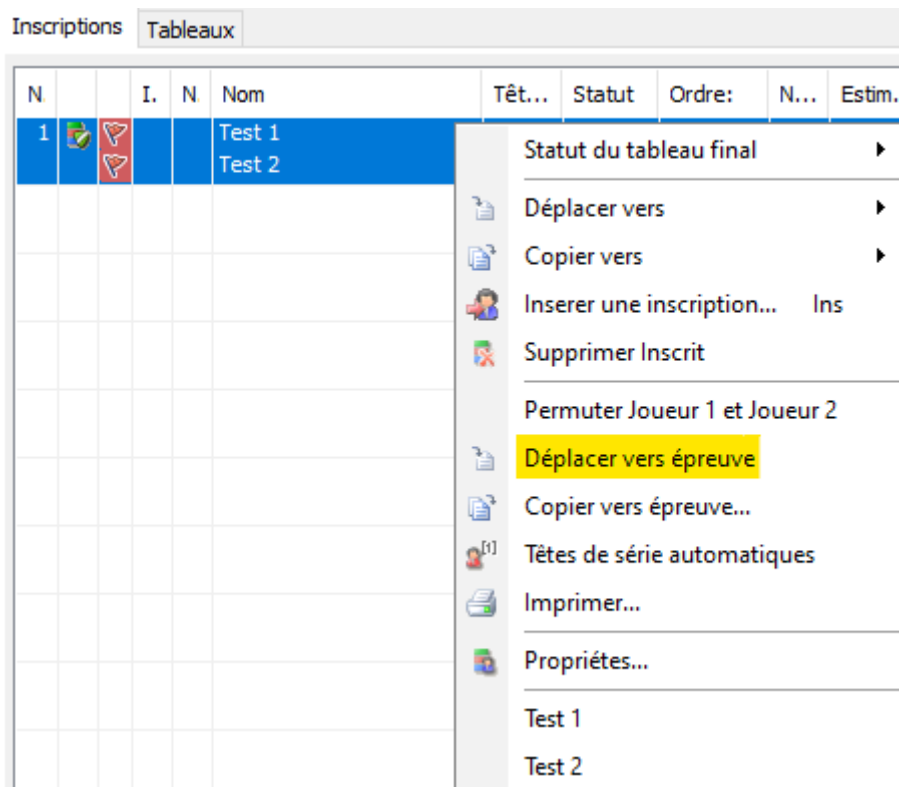 Inscriptions Tableaux
N. I. N. Nom Têt... Statut Ordre: N... Estim.
1 Test 1
Test 2
Statut du tableau final
Déplacer vers
Copier vers
Inserer une inscription... Ins
Supprimer Inscrit
Permuter Joueur 1 et Joueur 2
Déplacer vers épreuve
Copier vers épreuve...
[1] Têtes de série automatiques
Imprimer...
Propriétes...
Test 1
Test 2